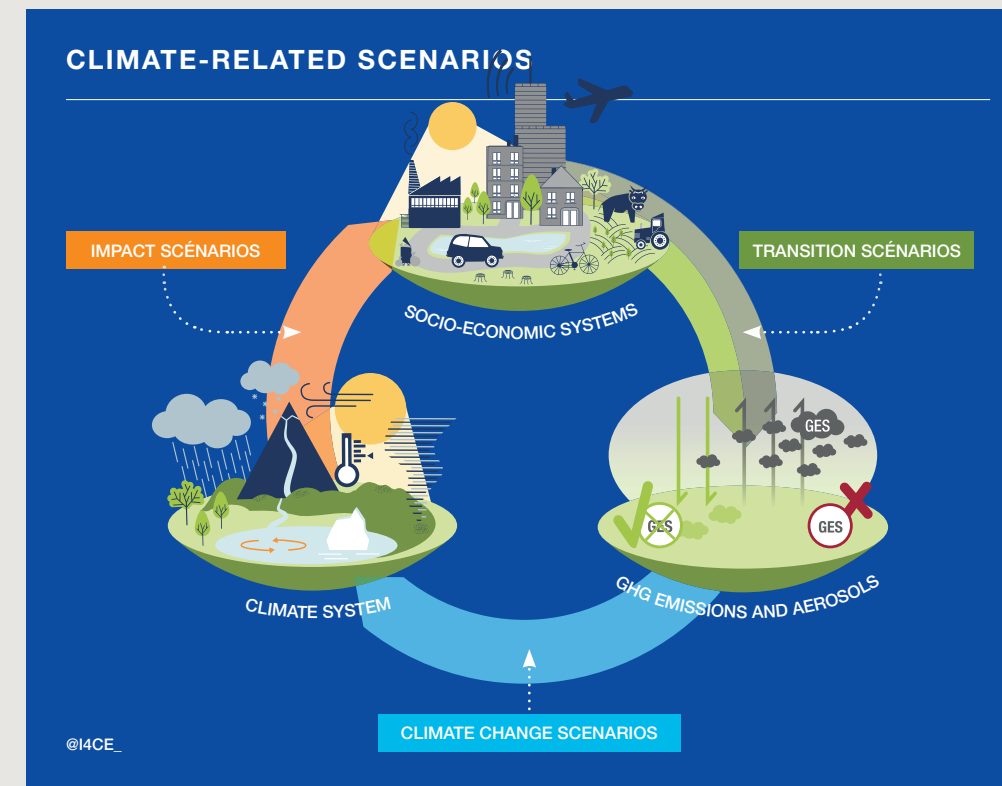 CLIMATE-RELATED SCENARIOS
IMPACT SCÉNARIOS
TRANSITION SCÉNARIOS
SOCIO-ECONOMIC SYSTEMS
GES
GES
GES
CLIMATE SYSTEM
GHG EMISSIONS AND AEROSOLS
CLIMATE CHANGE SCENARIOS
@I4CE_